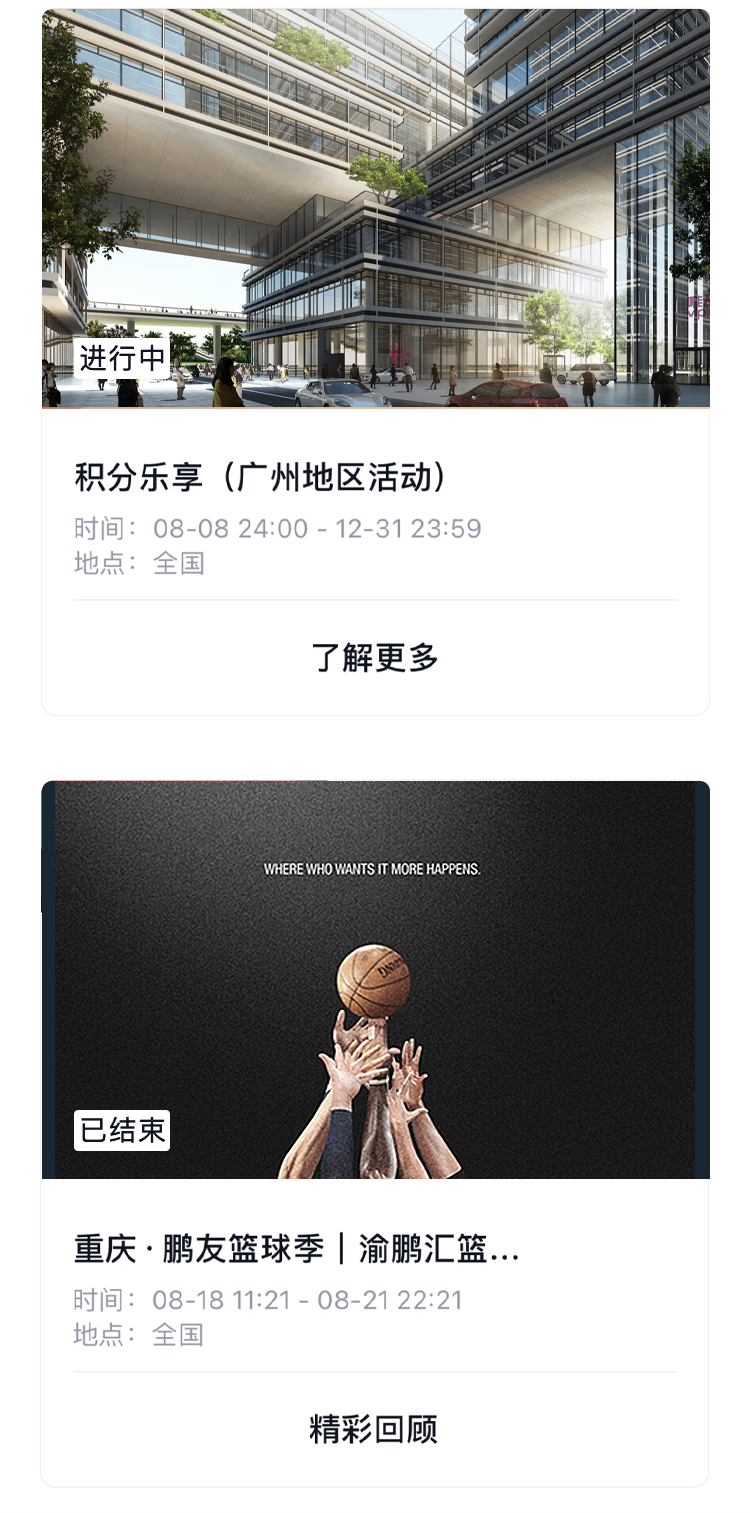 进行中
积分乐享（广州地区活动）
时间：08-08 24:00 - 12-31 23:59
地点：全国
了解更多
WHERE WHO WANTS IT MORE HAPPENS.
已结束
重庆 · 鹏友篮球季｜渝鹏汇篮...
时间：08-18 11:21 - 08-21 22:21
地点：全国
精彩回顾